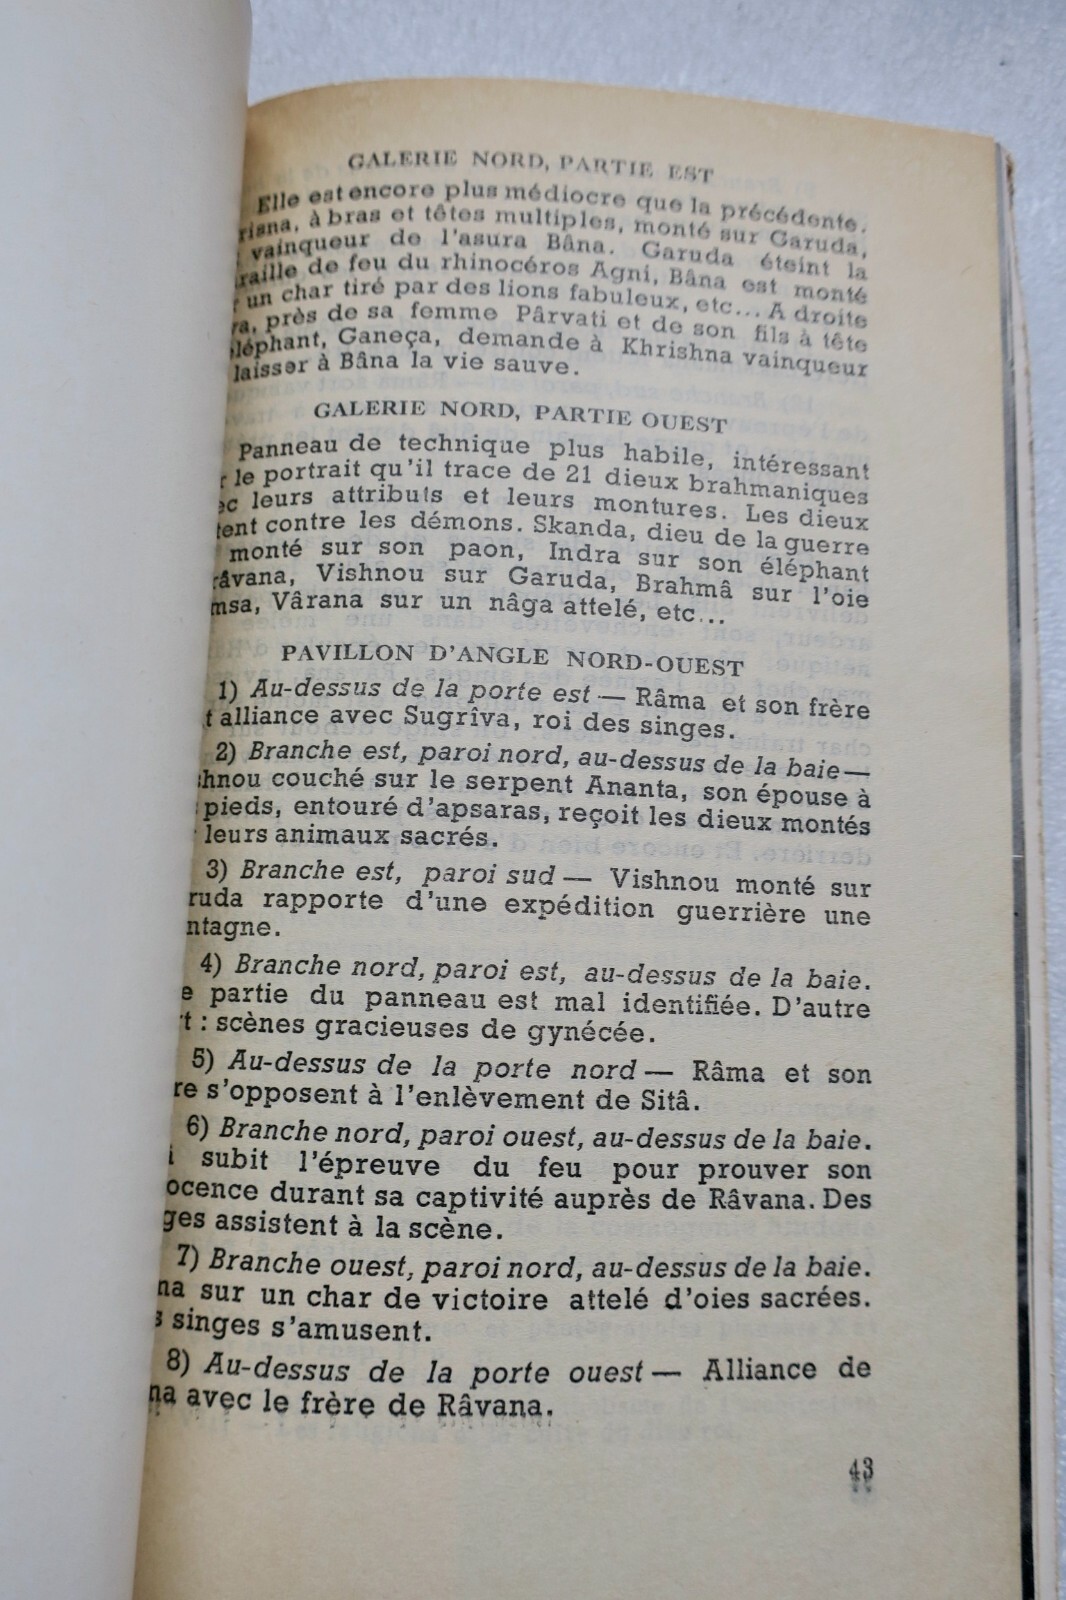 GALERIE NORD, PARTIE EST
Elle est encore plus médiocre que la précédente.
risna, à bras et têtes multiples, monté sur Garuda,
vainqueur de l'asura Bâna. Garuda éteint la
raille de feu du rhinocéros Agni, Bâna est monté
r un char tiré par des lions fabuleux, etc... A droite
va, près de sa femme Pârvati et de son fils à tête
éléphant, Ganeça, demande à Khrishna vainqueur
laisser à Bâna la vie sauve.
GALERIE NORD, PARTIE OUEST
Panneau de technique plus habile, intéressant
r le portrait qu'il trace de 21 dieux brahmaniques
ec leurs attributs et leurs montures. Les dieux
tent contre les démons. Skanda, dieu de la guerre
monté sur son paon, Indra sur son éléphant
râvana, Vishnou sur Garuda, Brahmâ sur l'oie
msa, Vârana sur un nâga attelé, etc...
PAVILLON D'ANGLE NORD-OUEST
1) Au-dessus de la porte est — Râma et son frère
t alliance avec Sugrîva, roi des singes.
2) Branche est, paroi nord, au-dessus de la baie —
shnou couché sur le serpent Ananta, son épouse à
pieds, entouré d'apsaras, reçoit les dieux montés
r leurs animaux sacrés.
3) Branche est, paroi sud — Vishnou monté sur
ruda rapporte d'une expédition guerrière une
ntagne.
4) Branche nord, paroi est, au-dessus de la baie.
e partie du panneau est mal identifiée. D'autre
rt : scènes gracieuses de gynécée.
5) Au-dessus de la porte nord — Râma et son
re s'opposent à l'enlèvement de Sitâ.
6) Branche nord, paroi ouest, au-dessus de la baie.
i subit l'épreuve du feu pour prouver son
ocence durant sa captivité auprès de Râvana. Des
ges assistent à la scène.
7) Branche ouest, paroi nord, au-dessus de la baie.
na sur un char de victoire attelé d'oies sacrées.
s singes s'amusent.
8) Au-dessus de la porte ouest — Alliance de
na avec le frère de Râvana.
43